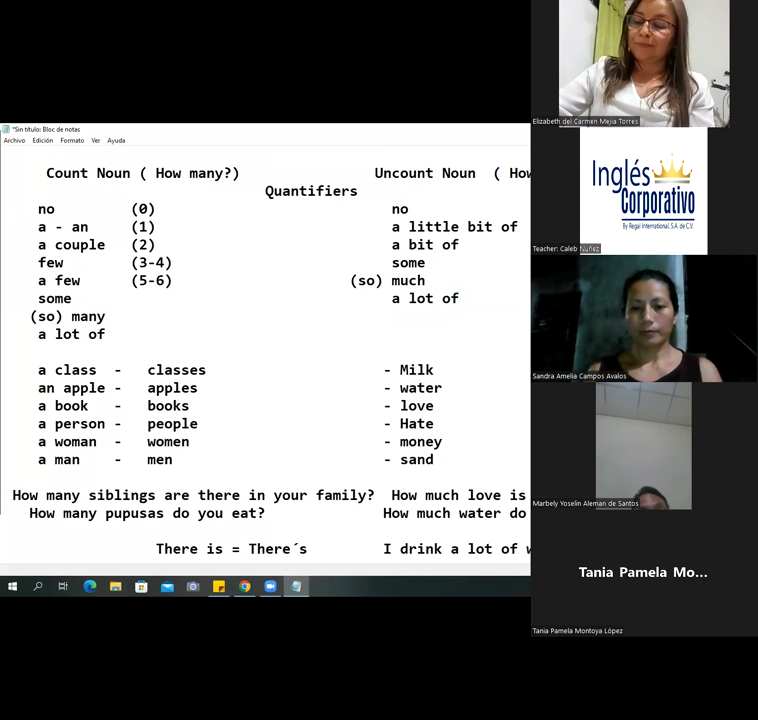 *Sin título: Bloc de notas
Archivo Edición Formato Ver Ayuda
Count Noun ( How many?) Uncount Noun ( How
Quantifiers
no (0) no
a - an (1) a little bit of
a couple (2) a bit of
few (3-4) some
a few (5-6) (so) much
some a lot of
(so) many
a lot of
a class - classes - Milk
an apple - apples - water
a book - books - love
a person - people - Hate
a woman - women - money
a man - men - sand
How many siblings are there in your family? How much love is
How many pupusas do you eat? How much water do
There is = There´s I drink a lot of w
Elizabeth del Carmen Mejia Torres
Inglés
Corporativo
By Regal International, S.A. de C.V.
Teacher: Caleb Nuñez
Sandra Amelia Campos Avalos
Marbely Yoselin Aleman de Santos
Tania Pamela Mo...
Tania Pamela Montoya López